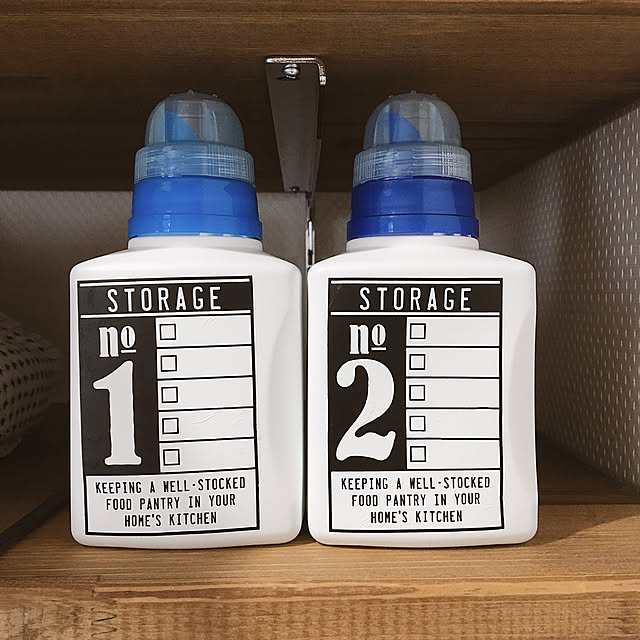 STORAGE
no
1
KEEPING A WELL-STOCKED
FOOD PANTRY IN YOUR
HOME'S KITCHEN
STORAGE
no
2
KEEPING A WELL-STOCKED
FOOD PANTRY IN YOUR
HOME'S KITCHEN